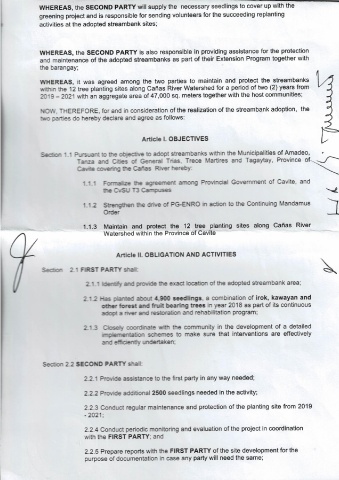 WHEREAS, the SECOND PARTY will supply the necessary seedlings to cover up with the
greening project and is responsible for sending volunteers for the succeeding replanting
activities at the adopted streambank sites;
WHEREAS, the SECOND PARTY is also responsible in providing assistance for the protection
and maintenance of the adopted streambanks as part of their Extension Program together with
the barangay;
WHEREAS, it was agreed among the two parties to maintain and protect the streambanks
within the 12 tree planting sites along Cañas River Watershed for a period of two (2) years from
2019 – 2021 with an aggregate area of 47,000 sq. meters together with the host communities;
NOW, THEREFORE, for and in consideration of the realization of the streambank adoption, the
two parties do hereby declare and agree as follows:
Article I. OBJECTIVES
Section 1.1 Pursuant to the objective to adopt streambanks within the Municipalities of Amadeo,
Tanza and Cities of General Trias, Trece Martires and Tagaytay, Province of
Cavite covering the Cañas River hereby:
1.1.1 Formalize the agreement among Provincial Government of Cavite, and
the CvSU T3 Campuses
1.1.2 Strengthen the drive of PG-ENRO in action to the Continuing Mandamus
Order
1.1.3 Maintain and protect the 12 tree planting sites along Cañas River
Watershed within the Province of Cavite
Article II. OBLIGATION AND ACTIVITIES
Section 2.1 FIRST PARTY shall:
2.1.1 Identify and provide the exact location of the adopted streambank area;
2.1.2 Has planted about 4,900 seedlings, a combination of irok, kawayan and
other forest and fruit bearing trees in year 2018 as part of its continuous
adopt a river and restoration and rehabilitation program;
2.1.3 Closely coordinate with the community in the development of a detailed
implementation schemes to make sure that interventions are effectively
and efficiently undertaken;
Section 2.2 SECOND PARTY shall:
2.2.1 Provide assistance to the first party in any way needed;
2.2.2 Provide additional 2500 seedlings needed in the activity;
2.2.3 Conduct regular maintenance and protection of the planting site from 2019
- 2021;
2.2.4 Conduct periodic monitoring and evaluation of the project in coordination
with the FIRST PARTY; and
2.2.5 Prepare reports with the FIRST PARTY of the site development for the
purpose of documentation in case any party will need the same;